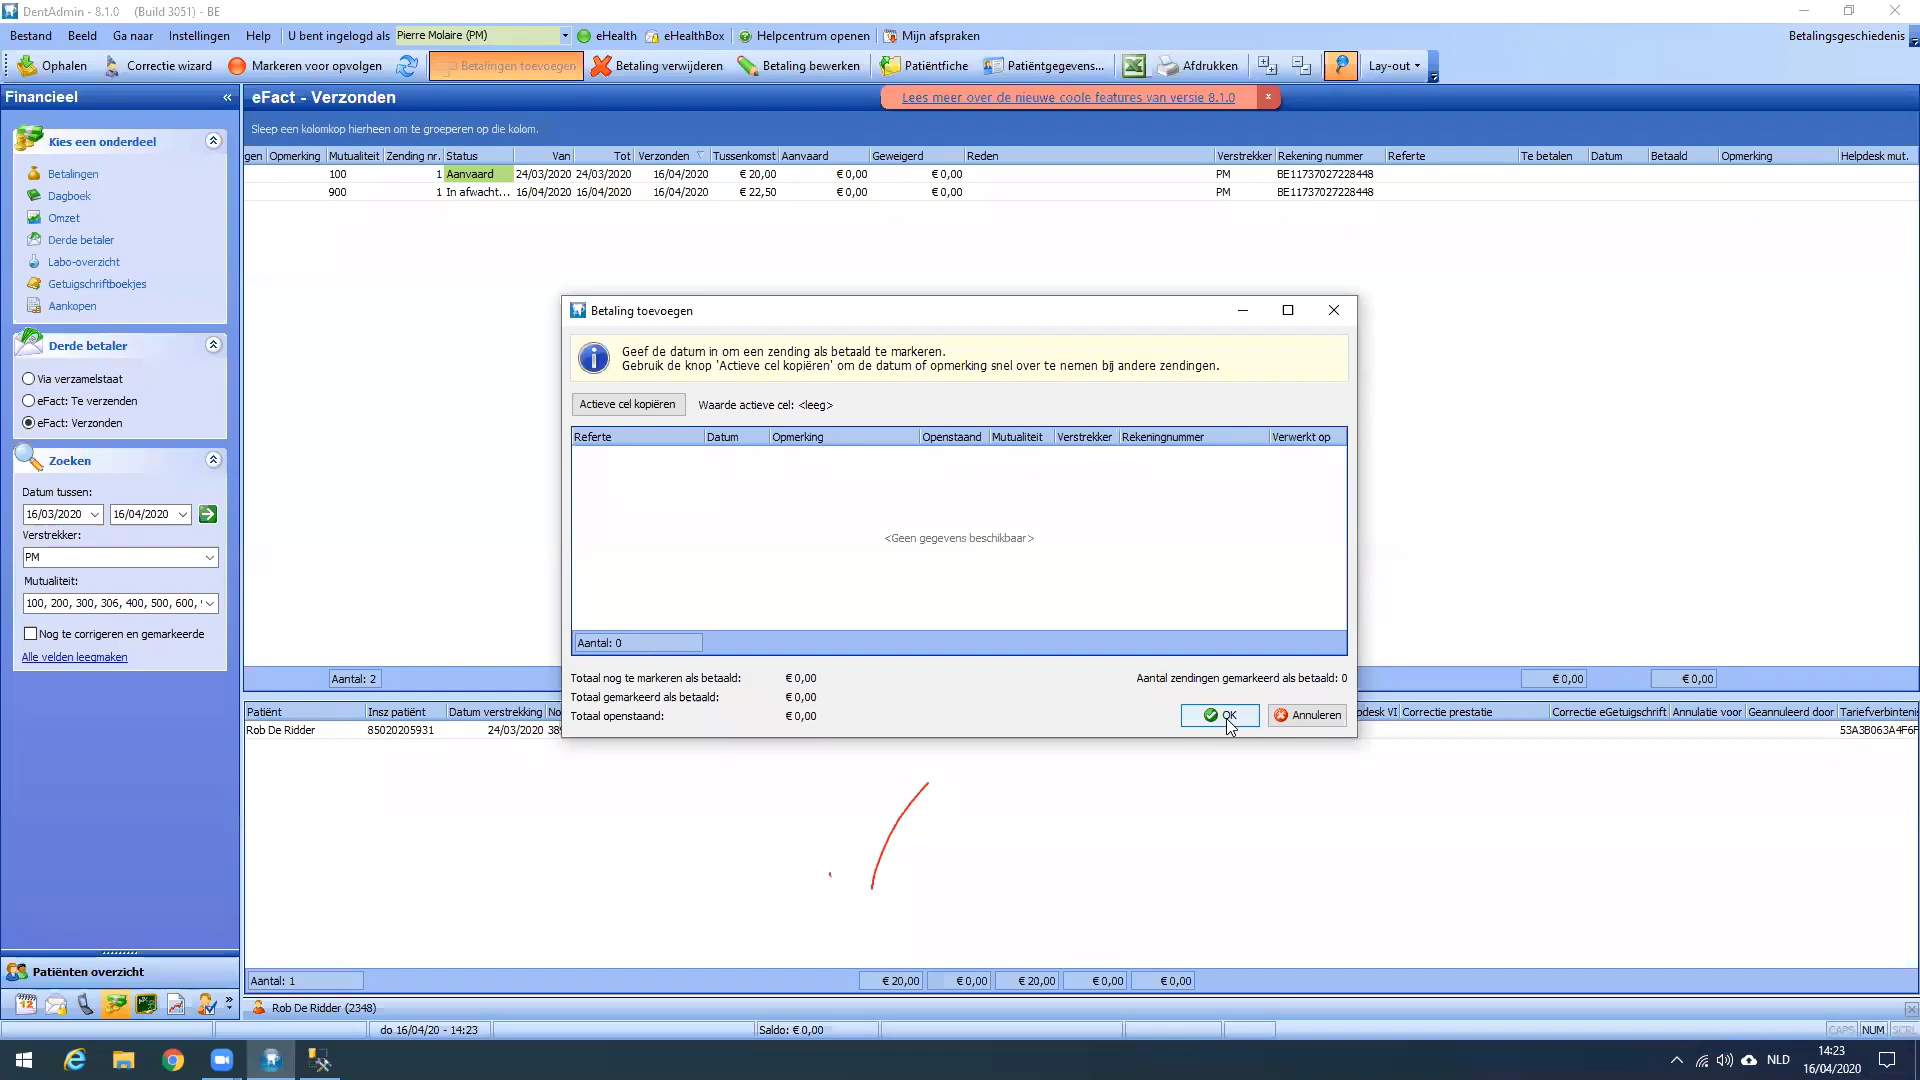 DentAdmin - 8.1.0 (Build 3051) - BE
Bestand Beeld Ga naar Instellingen Help U bent ingelogd als Pierre Molaire (PM) eHealth eHealthBox Helpcentrum openen Mijn afspraken Betalingsgeschiedenis
Ophalen Correctie wizard Markeren voor opvolgen Betalingen toevoegen Betaling verwijderen Betaling bewerken Patiëntfiche Patiëntgegevens... Afdrukken Lay-out
Financieel «
eFact - Verzonden
Lees meer over de nieuwe coole features van versie 8.1.0 x
Sleep een kolomkop hierheen om te groeperen op die kolom.
gen Opmerking Mutualiteit Zending nr. Status Van Tot Verzonden Tussenkomst Aanvaard Geweigerd Reden Verstrekker Rekening nummer Referte Te betalen Datum Betaald Opmerking Helpdesk mut.
100 1 Aanvaard 24/03/2020 24/03/2020 16/04/2020 € 20,00 € 0,00 € 0,00 PM BE11737027228448
900 1 In afwacht... 16/04/2020 16/04/2020 16/04/2020 € 22,50 € 0,00 € 0,00 PM BE11737027228448
Kies een onderdeel
Betalingen
Dagboek
Omzet
Derde betaler
Labo-overzicht
Getuigschriftboekjes
Aankopen
Derde betaler
Via verzamelstaat
eFact: Te verzenden
eFact: Verzonden
Zoeken
Datum tussen:
16/03/2020 16/04/2020
Verstrekker:
PM
Mutualiteit:
100, 200, 300, 306, 400, 500, 600,
Nog te corrigeren en gemarkeerde
Alle velden leegmaken
Betaling toevoegen
Geef de datum in om een zending als betaald te markeren.
Gebruik de knop 'Actieve cel kopiëren' om de datum of opmerking snel over te nemen bij andere zendingen.
Actieve cel kopiëren Waarde actieve cel: <leeg>
Referte Datum Opmerking Openstaand Mutualiteit Verstrekker Rekeningnummer Verwerkt op
<Geen gegevens beschikbaar>
Aantal: 0
Totaal nog te markeren als betaald: € 0,00 Aantal zendingen gemarkeerd als betaald: 0
Totaal gemarkeerd als betaald: € 0,00
Totaal openstaand: € 0,00
OK Annuleren
Aantal: 2 € 0,00 € 0,00
Patiënt Insz patiënt Datum verstrekking No pdesk VI Correctie prestatie Correctie eGetuigschrift Annulatie voor Geannuleerd door Tariefverbinteni
Rob De Ridder 85020205931 24/03/2020 389 53A3B063A4F6F
Aantal: 1 € 20,00 € 0,00 € 20,00 € 0,00 € 0,00
Patiënten overzicht
12 »
Rob De Ridder (2348)
do 16/04/20 - 14:23 Saldo: € 0,00 CAPS NUM SCRL
NLD 14:23
16/04/2020